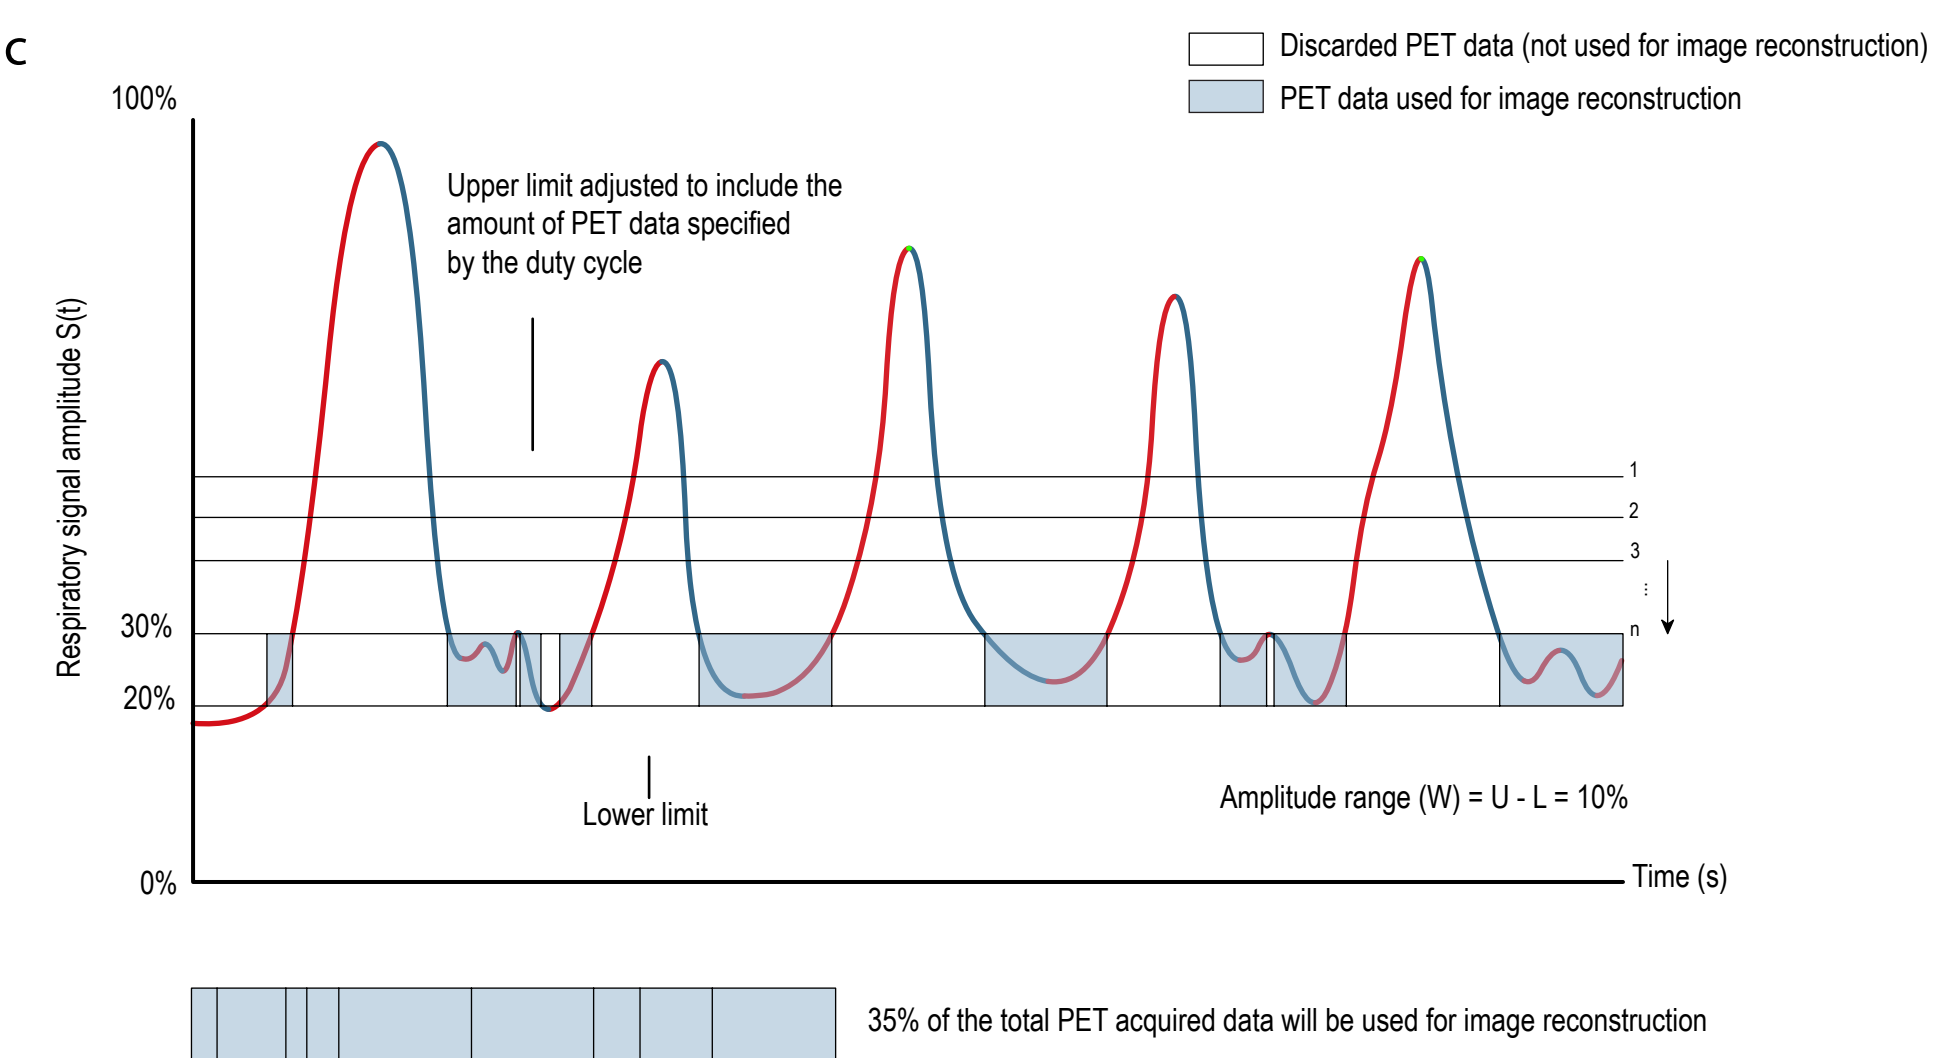 C
Discarded PET data (not used for image reconstruction)
PET data used for image reconstruction
100%
Upper limit adjusted to include the
amount of PET data specified
by the duty cycle
Respiratory signal amplitude S(t)
1
2
3
...
30%
n
20%
Lower limit
Amplitude range (W) = U - L = 10%
0%
Time (s)
35% of the total PET acquired data will be used for image reconstruction